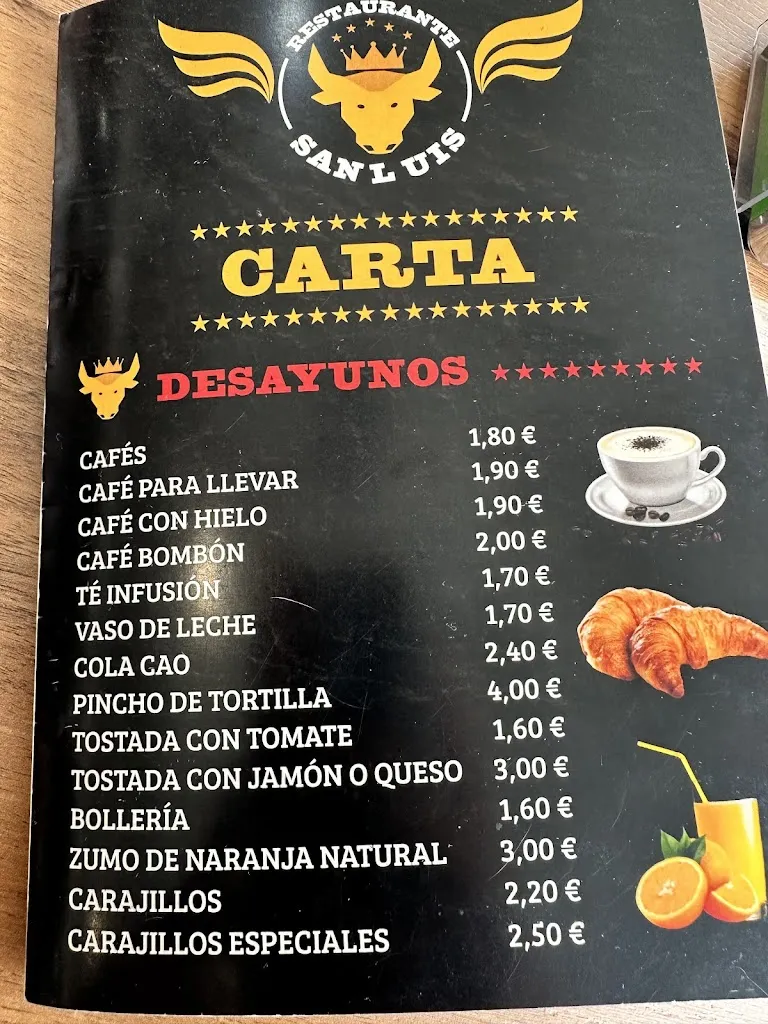 RESTAURANTE
SAN LUIS
CARTA
DESAYUNOS
CAFÉS 1,80 €
CAFÉ PARA LLEVAR 1,90 €
CAFÉ CON HIELO 1,90 €
CAFÉ BOMBÓN 2,00 €
TÉ INFUSIÓN 1,70 €
VASO DE LECHE 1,70 €
COLA CAO 2,40 €
PINCHO DE TORTILLA 4,00 €
TOSTADA CON TOMATE 1,60 €
TOSTADA CON JAMÓN O QUESO 3,00 €
BOLLERÍA 1,60 €
ZUMO DE NARANJA NATURAL 3,00 €
CARAJILLOS 2,20 €
CARAJILLOS ESPECIALES 2,50 €